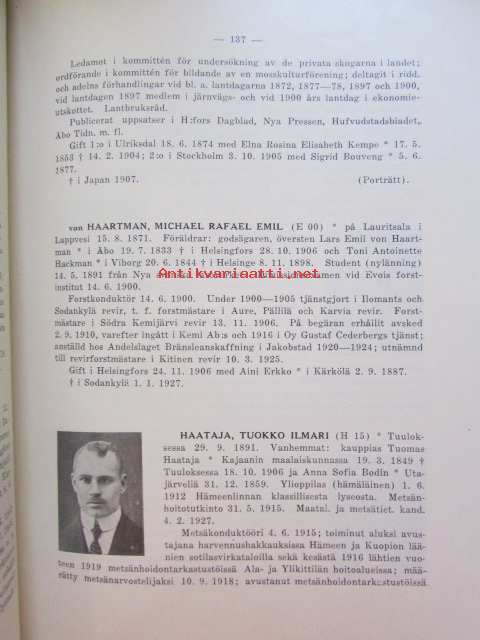 — 137 —
Ledamot i kommittén för undersökning av de privata skogarna i landet;
ordförande i kommittén för bildande av en mosskulturförening; deltagit i ridd.
och adelns förhandlingar vid bl. a. lantdagarna 1872, 1877—78, 1897 och 1900,
vid lantdagen 1897 medlem i järnvägs- och vid 1900 års lantdag i ekonomie-
utskottet. Lantbruksråd.
Publicerat uppsatser i H:fors Dagblad, Nya Pressen, Hufvudstadsbladet,
Åbo Tidn. m. fl.
Gift 1:o i Ulriksdal 18. 6. 1874 med Elna Rosina Elisabeth Kempe * 17. 5.
1853 † 14. 2. 1904; 2:o i Stockholm 3. 10. 1905 med Sigrid Bouveng * 5. 6.
1877.
† i Japan 1907. (Porträtt).
von HAARTMAN, MICHAEL RAFAEL EMIL (E 00) * på Lauritsala i
Lappvesi 15. 8. 1871. Föräldrar: godsägaren, översten Lars Emil von Haart-
man * i Åbo 19. 7. 1833 † i Helsingfors 28. 10. 1906 och Toni Antoinette
Hackman * i Viborg 20. 6. 1844 † i Helsinge 8. 11. 1898. Student (nylänning)
14. 5. 1891 från Nya svenska
Antikvariaatti.net
vid Evois forst-
institut 14. 6. 1900.
Forstkonduktör 14. 6. 1900. Under 1900—1905 tjänstgjort i Ilomants och
Sodankylä revir, t. f. forstmästare i Aure, Pällilä och Karvia revir. Forst-
mästare i Södra Kemijärvi revir 13. 11. 1906. På begäran erhållit avsked
2. 9. 1910, varefter ingått i Kemi Ab:s och 1916 i Oy Gustaf Cederbergs tjänst;
anställd hos Andelslaget Bränsleanskaffning i Jakobstad 1920—1924; utnämnd
till revirforstmästare i Kitinen revir 10. 3. 1925.
Gift i Helsingfors 24. 11. 1906 med Aini Erkko * i Kärkölä 2. 9. 1887.
† i Sodankylä 1. 1. 1927.
HAATAJA, TUOKKO ILMARI (H 15) * Tuulok-
sessa 29. 9. 1891. Vanhemmat: kauppias Tuomas
Haataja * Kajaanin maalaiskunnassa 19. 3. 1849 †
Tuuloksessa 18. 10. 1906 ja Anna Sofia Bodin * Uta-
järveliä 31. 12. 1859. Ylioppilas (hämäläinen) 1. 6.
1912 Hämeenlinnan klassillisesta lyseosta. Metsän-
hoitotutkinto 31. 5. 1915. Maatal. ja metsätiet. kand.
4. 2. 1927.
Metsäkonduktööri 4. 6. 1915; toiminut aluksi avus-
tajana harvennushakkauksissa Hämeen ja Kuopion lää-
nien sotilasvirkataloilla sekä kesästä 1916 lähtien vuo-
teen 1919 metsänhoidontarkastustöissä Ala- ja Ylikittilän hoitoalueissa; mää-
rätty metsänarvostelijaksi 10. 9. 1918; avustanut metsänhoidontarkastustöissä